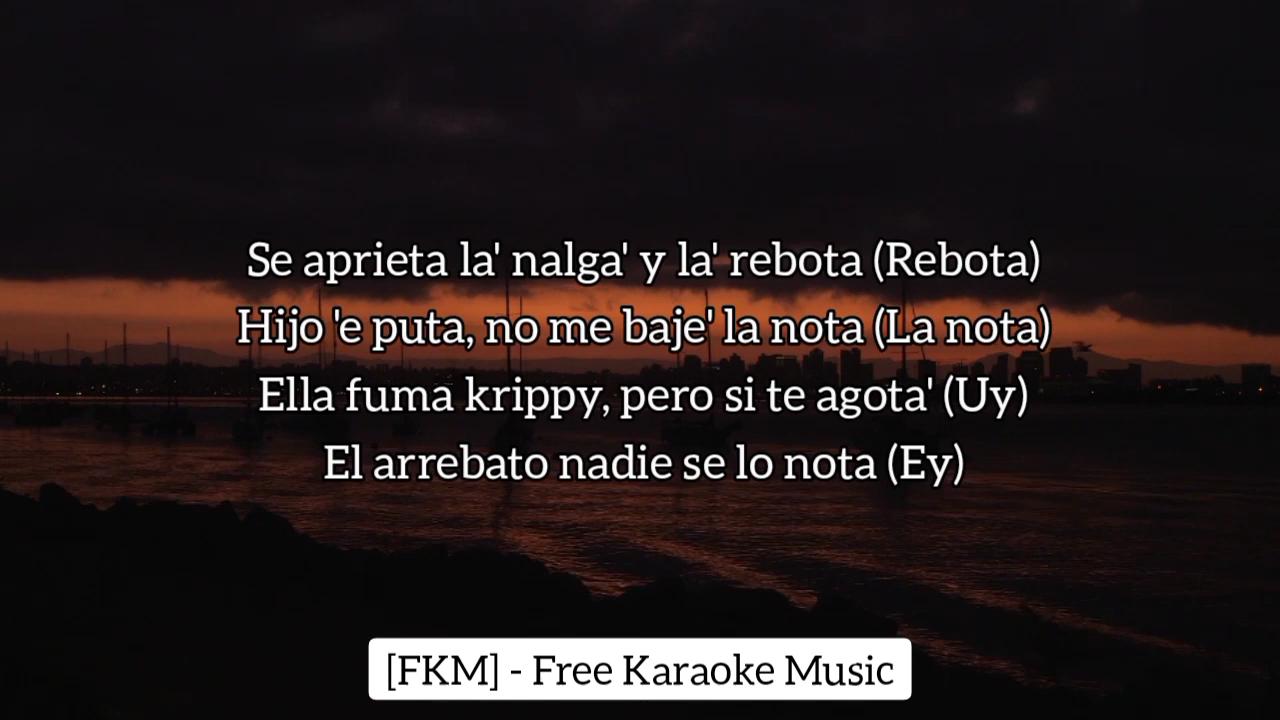 Se aprieta la' nalga' y la' rebota (Rebota)
Hijo 'e puta, no me baje' la nota (La nota)
Ella fuma krippy, pero si te agota' (Uy)
El arrebato nadie se lo nota (Ey)
[FKM] - Free Karaoke Music